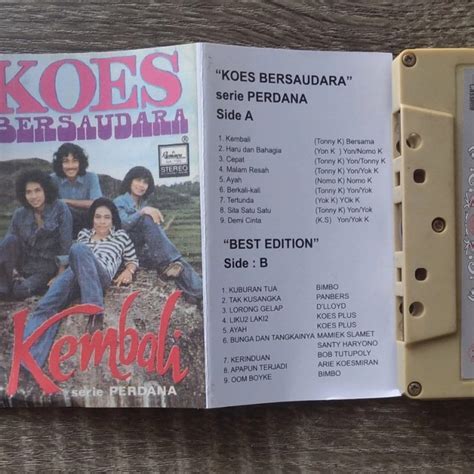 KOES
BERSAUDARA
STEREO
Kembali
serie PERDANA
"KOES BERSAUDARA"
serie PERDANA
Side A
1. Kembali (Tonny K) Bersama
2. Haru dan Bahagia (Yon K ) Yon/Nomo K
3. Cepat (Tonny K) Yon/Tonny K
4. Malam Resah (Tonny K) Yon/Yok
5. Ayah (Nomo K) Nomo K
6. Berkali-kali (Tonny K) Yon/Yok
7. Tertunda (Yok K) YOk K
8. Sita Satu Satu (Tonny K) Yon/Yok
9. Demi Cinta (K.S) Yon/Yok K
"BEST EDITION"
Side : B
1. KUBURAN TUA BIMBO
2. TAK KUSANGKA PANBERS
3. LORONG GELAP D'LLOYD
4. LIKU2 LAKI2 KOES PLUS
5. AYAH KOES PLUS
6. BUNGA DAN TANGKAINYA MAMIEK SLAMET
SANTY HARYONO
7. KERINDUAN BOB TUTUPOLY
8. APAPUN TERJADI ARIE KOESMIRAN
9. OOM BOYKE BIMBO